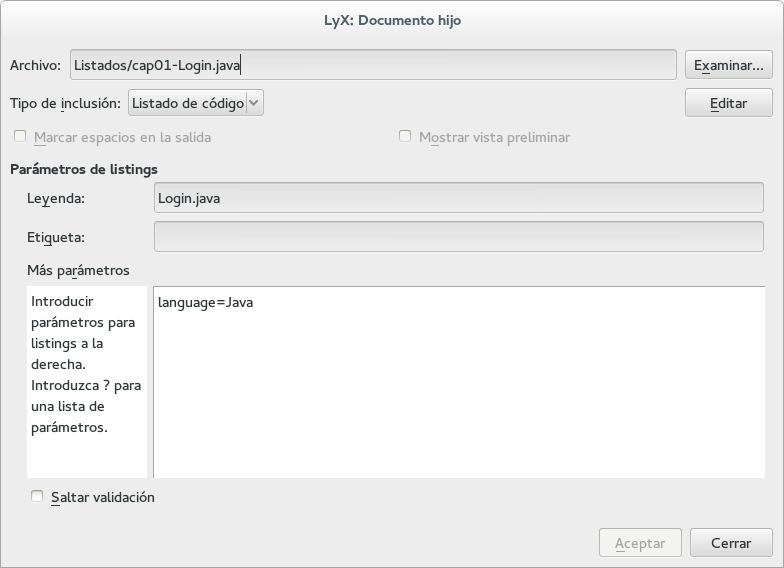 LyX: Documento hijo
Archivo: Listados/cap01-Login.java Examinar...
Tipo de inclusión: Listado de código Editar
Marcar espacios en la salida Mostrar vista preliminar
Parámetros de listings
Leyenda: Login.java
Etiqueta:
Más parámetros
Introducir
parámetros para
listings a la
derecha.
Introduzca ? para
una lista de
parámetros.
language=Java
Saltar validación
Aceptar Cerrar